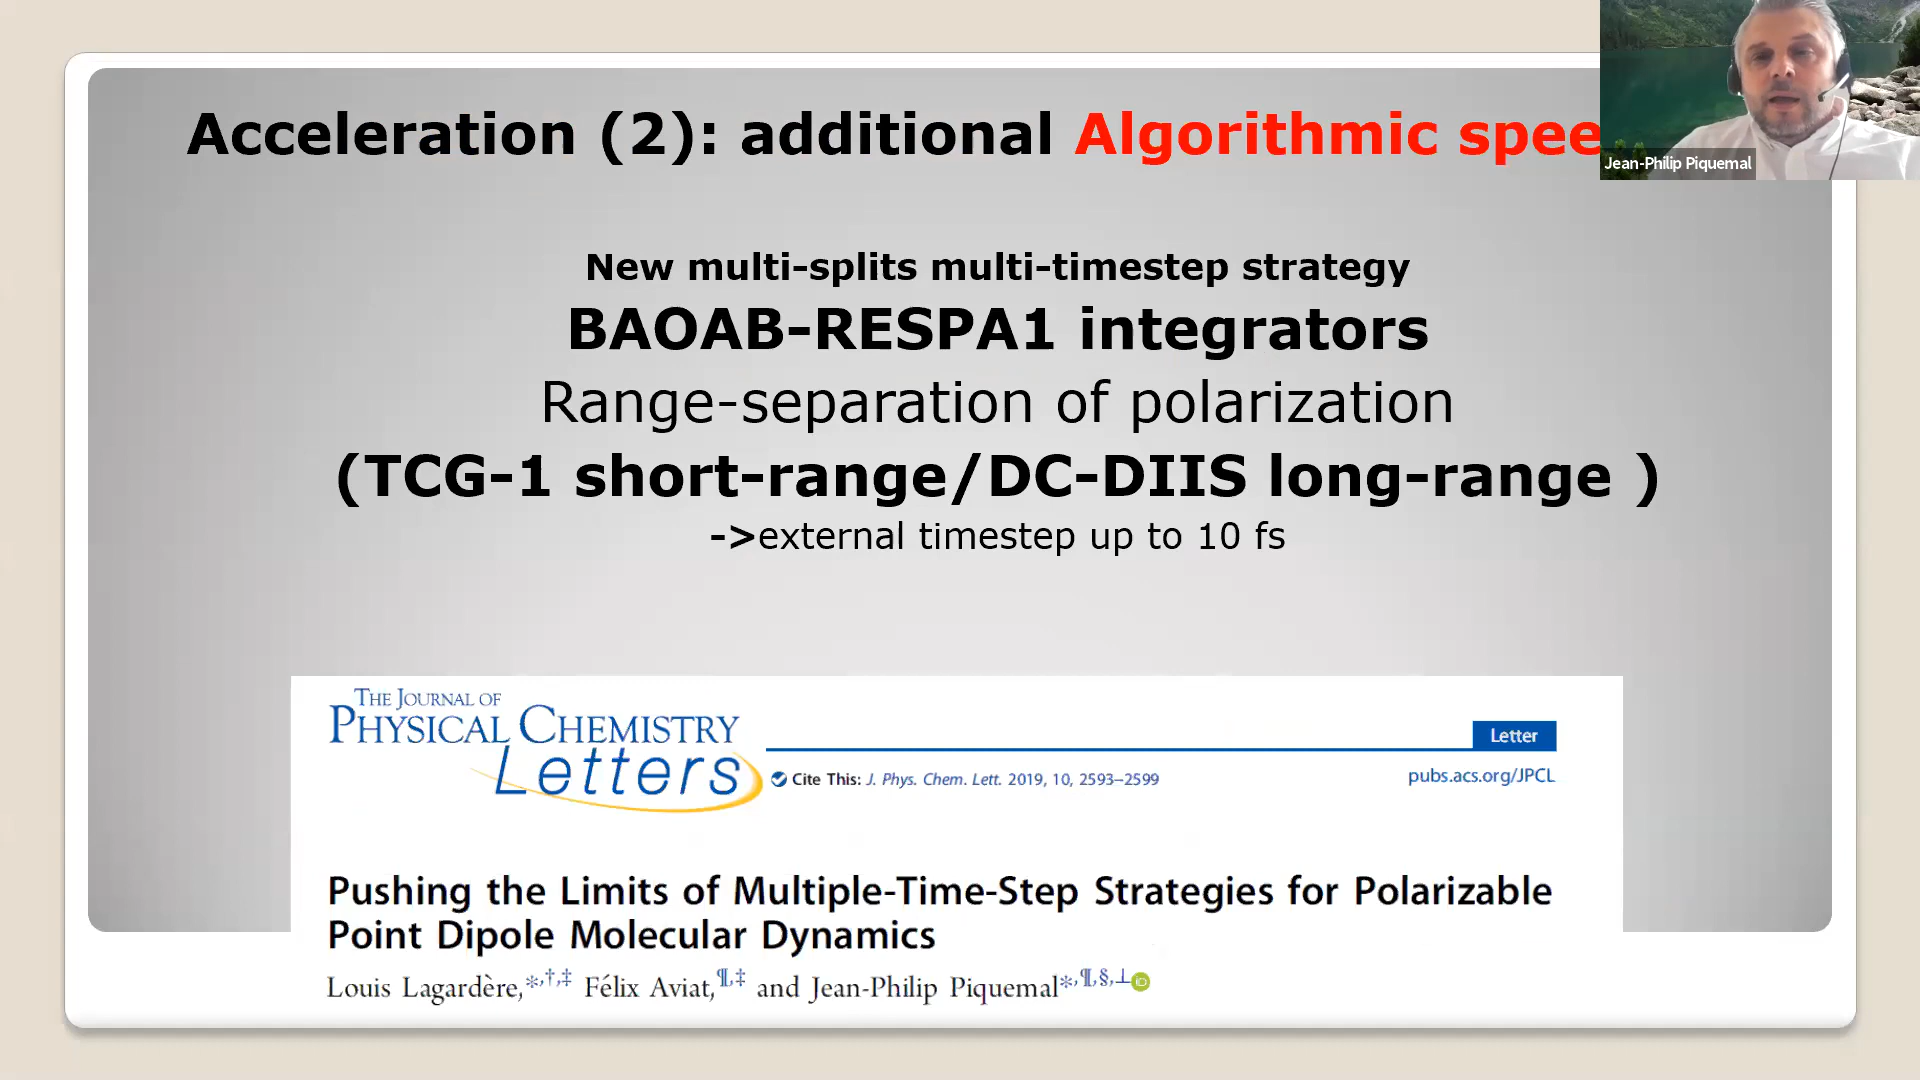 Acceleration (2): additional Algorithmic spee
Jean-Philip Piquemal
New multi-splits multi-timestep strategy
BAOAB-RESPA1 integrators
Range-separation of polarization
(TCG-1 short-range/DC-DIIS long-range )
->external timestep up to 10 fs
THE JOURNAL OF
PHYSICAL CHEMISTRY
Letters
Letter
Cite This: J. Phys. Chem. Lett. 2019, 10, 2593–2599
pubs.acs.org/JPCL
Pushing the Limits of Multiple-Time-Step Strategies for Polarizable
Point Dipole Molecular Dynamics
Louis Lagardère,*,†,‡ Félix Aviat,¶,‡ and Jean-Philip Piquemal*,¶,§,⊥ iD